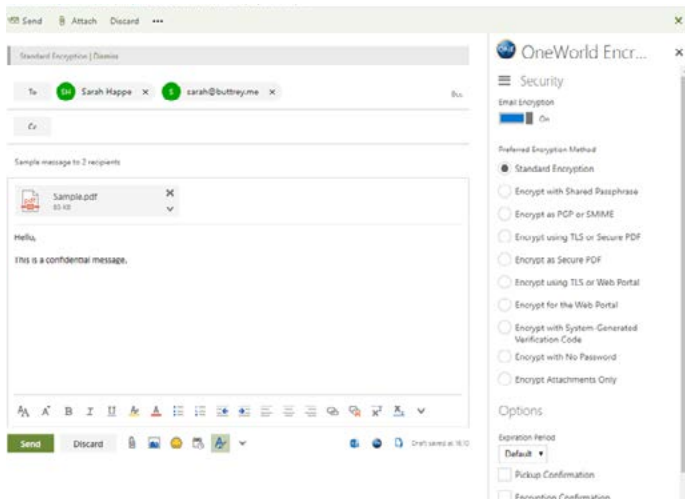 Send Attach Discard •••
Standard Encryption | Dismiss
To SH Sarah Happe × S sarah@buttrey.me × Bcc
Cc
Sample message to 2 recipients
pdf Sample.pdf
85 KB
Hello,
This is a confidential message.
Send Discard Draft saved at 16:10
OneWorld Encr...
Security
Email Encryption
On
Preferred Encryption Method
Standard Encryption
Encrypt with Shared Passphrase
Encrypt as PGP or SMIME
Encrypt using TLS or Secure PDF
Encrypt as Secure PDF
Encrypt using TLS or Web Portal
Encrypt for the Web Portal
Encrypt with System-Generated
Verification Code
Encrypt with No Password
Encrypt Attachments Only
Options
Expiration Period
Default
Pickup Confirmation
Encryption Confirmation